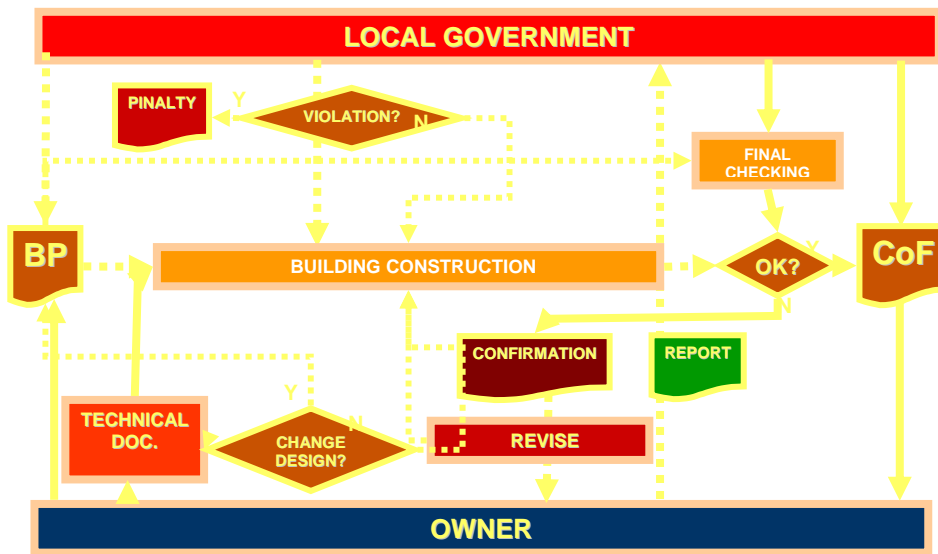 LOCAL GOVERNMENT
PINALTY
Y
VIOLATION?
N
FINAL
CHECKING
BP
BUILDING CONSTRUCTION
OK?
Y
CoF
N
CONFIRMATION
REPORT
Y
TECHNICAL
DOC.
N
CHANGE
DESIGN?
REVISE
OWNER